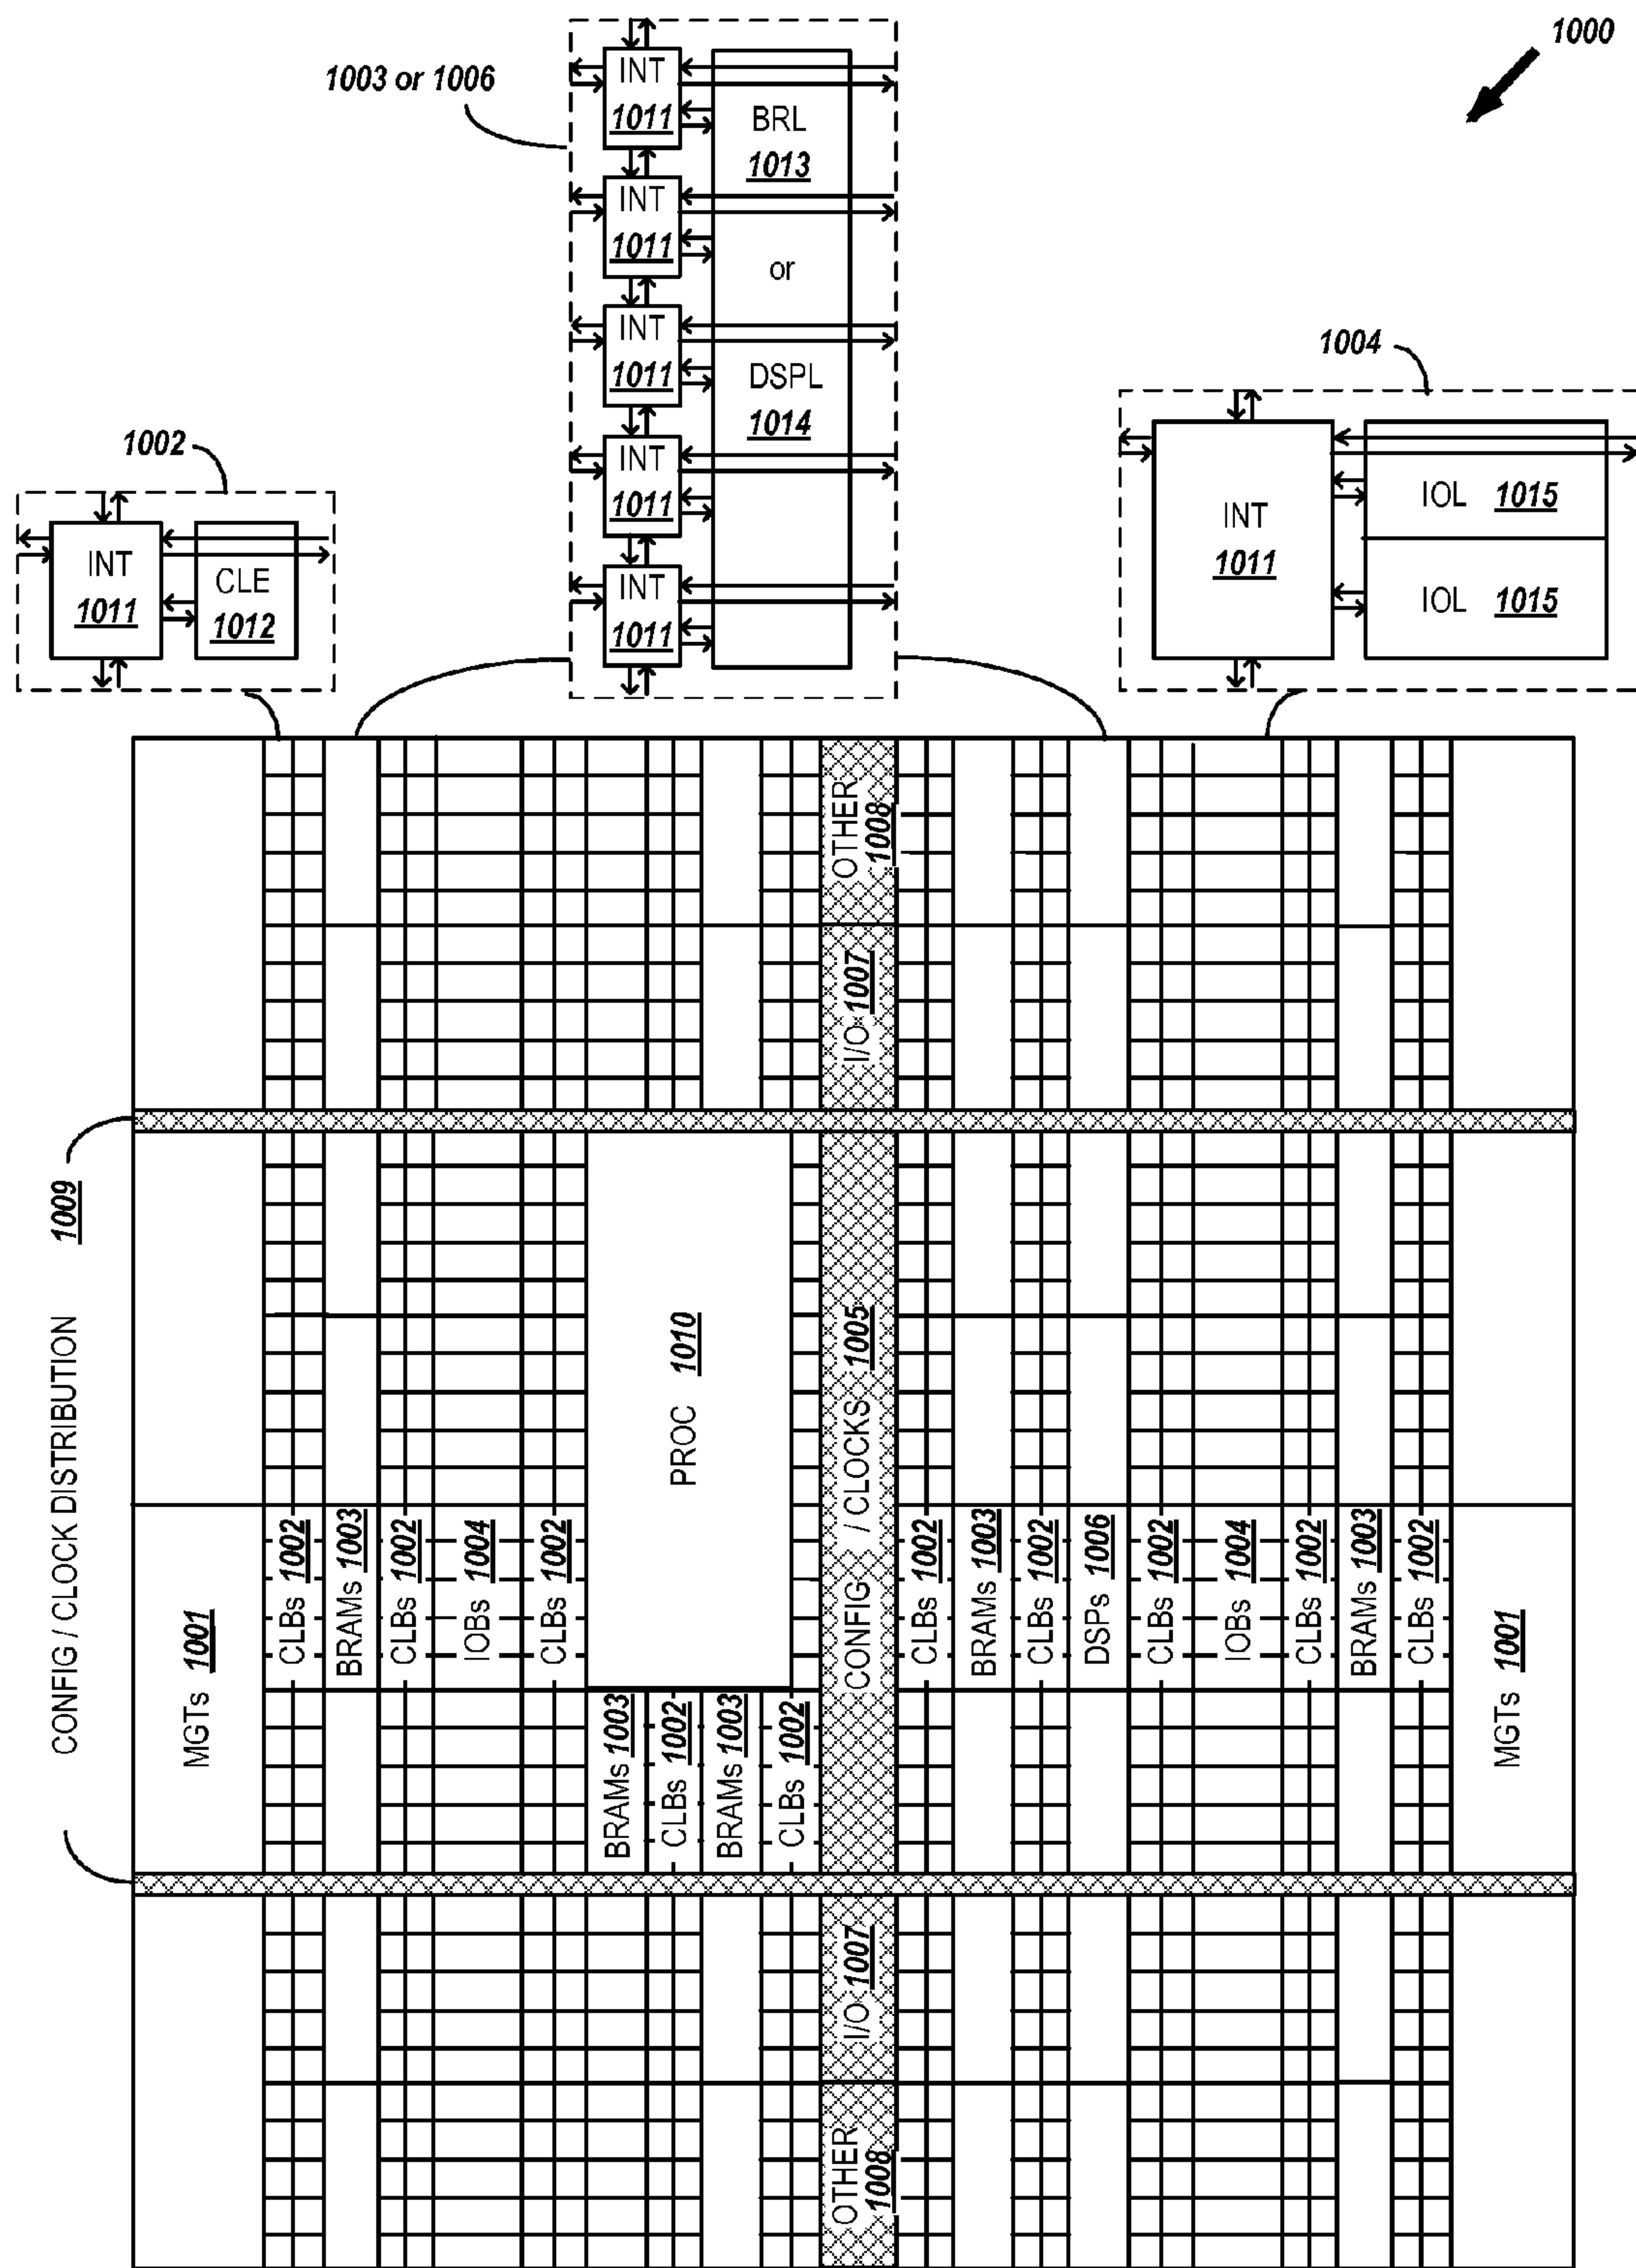 1000
1003 or 1006
INT
1011
INT
1011
INT
1011
INT
1011
INT
1011
BRL
1013
or
DSPL
1014
1002
INT
1011
CLE
1012
1004
INT
1011
IOL 1015
IOL 1015
OTHER
1008
I/O 1007
CONFIG / CLOCK DISTRIBUTION 1009
MGTs 1001
CLBs 1002
BRAMs 1003
CLBs 1002
IOBs 1004
CLBs 1002
PROC 1010
BRAMs 1003
CLBs 1002
BRAMs 1003
CLBs 1002
CONFIG / CLOCKS 1005
CLBs 1002
BRAMs 1003
CLBs 1002
DSPs 1006
CLBs 1002
IOBs 1004
CLBs 1002
BRAMs 1003
CLBs 1002
MGTs 1001
I/O 1007
OTHER
1008